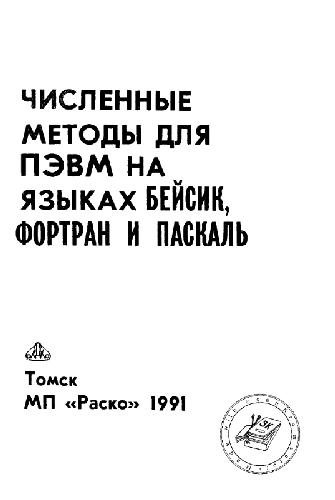 ЧИСЛЕННЫЕ
МЕТОДЫ ДЛЯ
ПЭВМ НА
ЯЗЫКАХ БЕЙСИК,
ФОРТРАН И ПАСКАЛЬ
Томск
МП «Раско» 1991